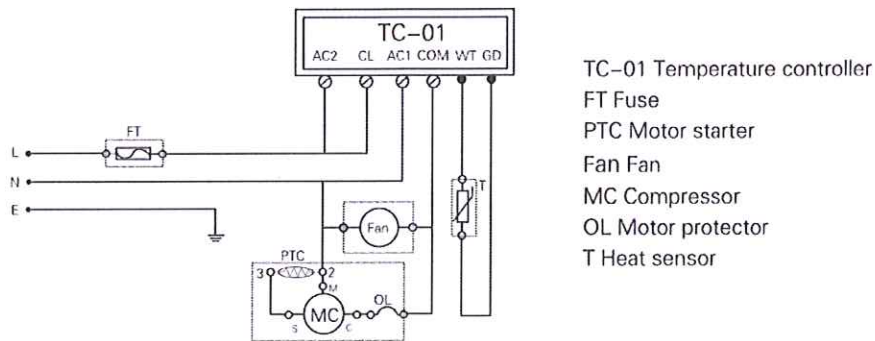 TC-01
AC2 CL AC1 COM WT GD
FT
L
N
E
T
Fan
PTC
3 2
M
OL
MC
S C
TC-01 Temperature controller
FT Fuse
PTC Motor starter
Fan Fan
MC Compressor
OL Motor protector
T Heat sensor